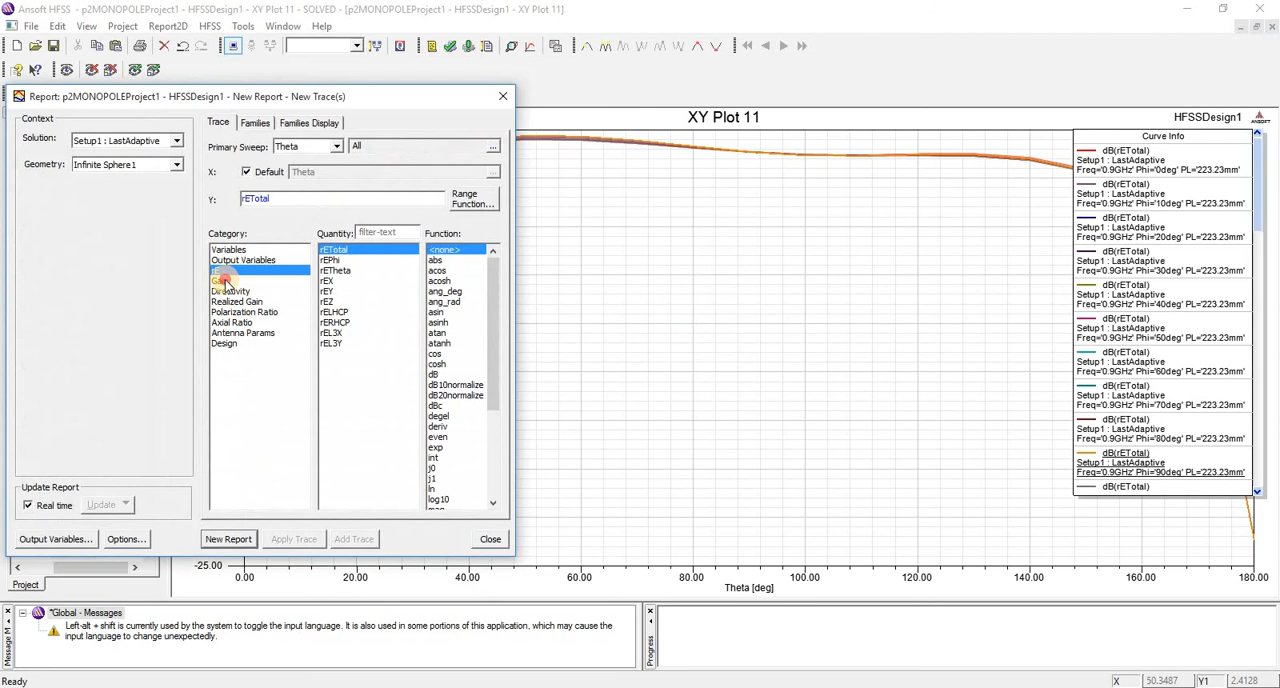 Ansoft HFSS - p2MONOPOLEProject1 - HFSSDesign1 - XY Plot 11 - SOLVED - [p2MONOPOLEProject1 - HFSSDesign1 - XY Plot 11]
File Edit View Project Report2D HFSS Tools Window Help
Report: p2MONOPOLEProject1 - HFSSDesign1 - New Report - New Trace(s)
Context
Solution: Setup1 : LastAdaptive
Geometry: Infinite Sphere1
Update Report
Real time Update
Output Variables... Options...
Trace Families Families Display
Primary Sweep: Theta All ...
X: Default Theta ...
Y: rETotal
Range
Function...
Category:
Variables
Output Variables
Directivity
Realized Gain
Polarization Ratio
Axial Ratio
Antenna Params
Design
Quantity: filter-text
rETotal
rEPhi
rETheta
rEX
rEY
rEZ
rELHCP
rERHCP
rEL3X
rEL3Y
Function:
<none>
abs
acos
acosh
ang_deg
ang_rad
asin
asinh
atan
atanh
cos
cosh
dB
dB10normalize
dB20normalize
dBc
degel
deriv
even
exp
int
j0
j1
ln
log10
New Report Apply Trace Add Trace Close
XY Plot 11
HFSSDesign1
ANSOFT
Curve Info
dB(rETotal)
Setup1 : LastAdaptive
Freq='0.9GHz' Phi='0deg' PL='223.23mm'
dB(rETotal)
Setup1 : LastAdaptive
Freq='0.9GHz' Phi='10deg' PL='223.23mm'
dB(rETotal)
Setup1 : LastAdaptive
Freq='0.9GHz' Phi='20deg' PL='223.23mm'
dB(rETotal)
Setup1 : LastAdaptive
Freq='0.9GHz' Phi='30deg' PL='223.23mm'
dB(rETotal)
Setup1 : LastAdaptive
Freq='0.9GHz' Phi='40deg' PL='223.23mm'
dB(rETotal)
Setup1 : LastAdaptive
Freq='0.9GHz' Phi='50deg' PL='223.23mm'
dB(rETotal)
Setup1 : LastAdaptive
Freq='0.9GHz' Phi='60deg' PL='223.23mm'
dB(rETotal)
Setup1 : LastAdaptive
Freq='0.9GHz' Phi='70deg' PL='223.23mm'
dB(rETotal)
Setup1 : LastAdaptive
Freq='0.9GHz' Phi='80deg' PL='223.23mm'
dB(rETotal)
Setup1 : LastAdaptive
Freq='0.9GHz' Phi='90deg' PL='223.23mm'
dB(rETotal)
-25.00
0.00 20.00 40.00 60.00 80.00 100.00 120.00 140.00 160.00 180.00
Theta [deg]
Project
*Global - Messages
Left-alt + shift is currently used by the system to toggle the input language. It is also used in some portions of this application, which may cause the
input language to change unexpectedly.
Message M
Progress
Ready
X 50.3487 Y1 2.4128